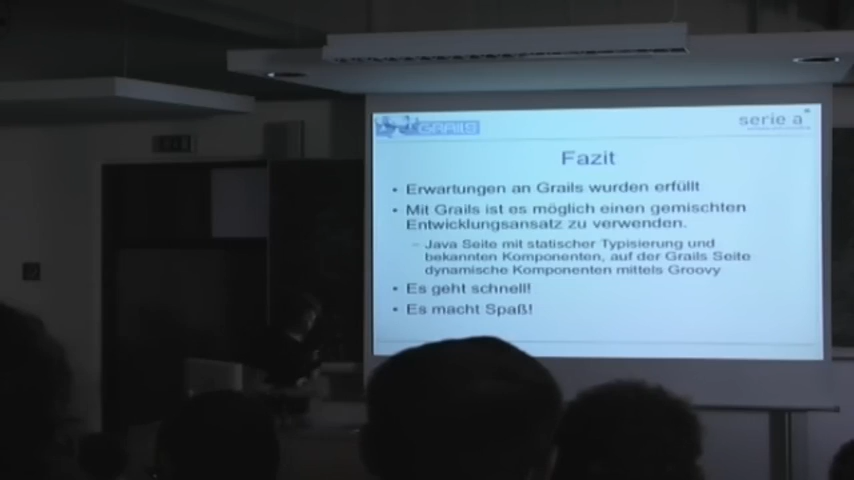 GRAILS
serie a
Fazit
• Erwartungen an Grails wurden erfüllt
• Mit Grails ist es möglich einen gemischten
Entwicklungsansatz zu verwenden.
– Java Seite mit statischer Typisierung und
bekannten Komponenten, auf der Grails Seite
dynamische Komponenten mittels Groovy
• Es geht schnell!
• Es macht Spaß!